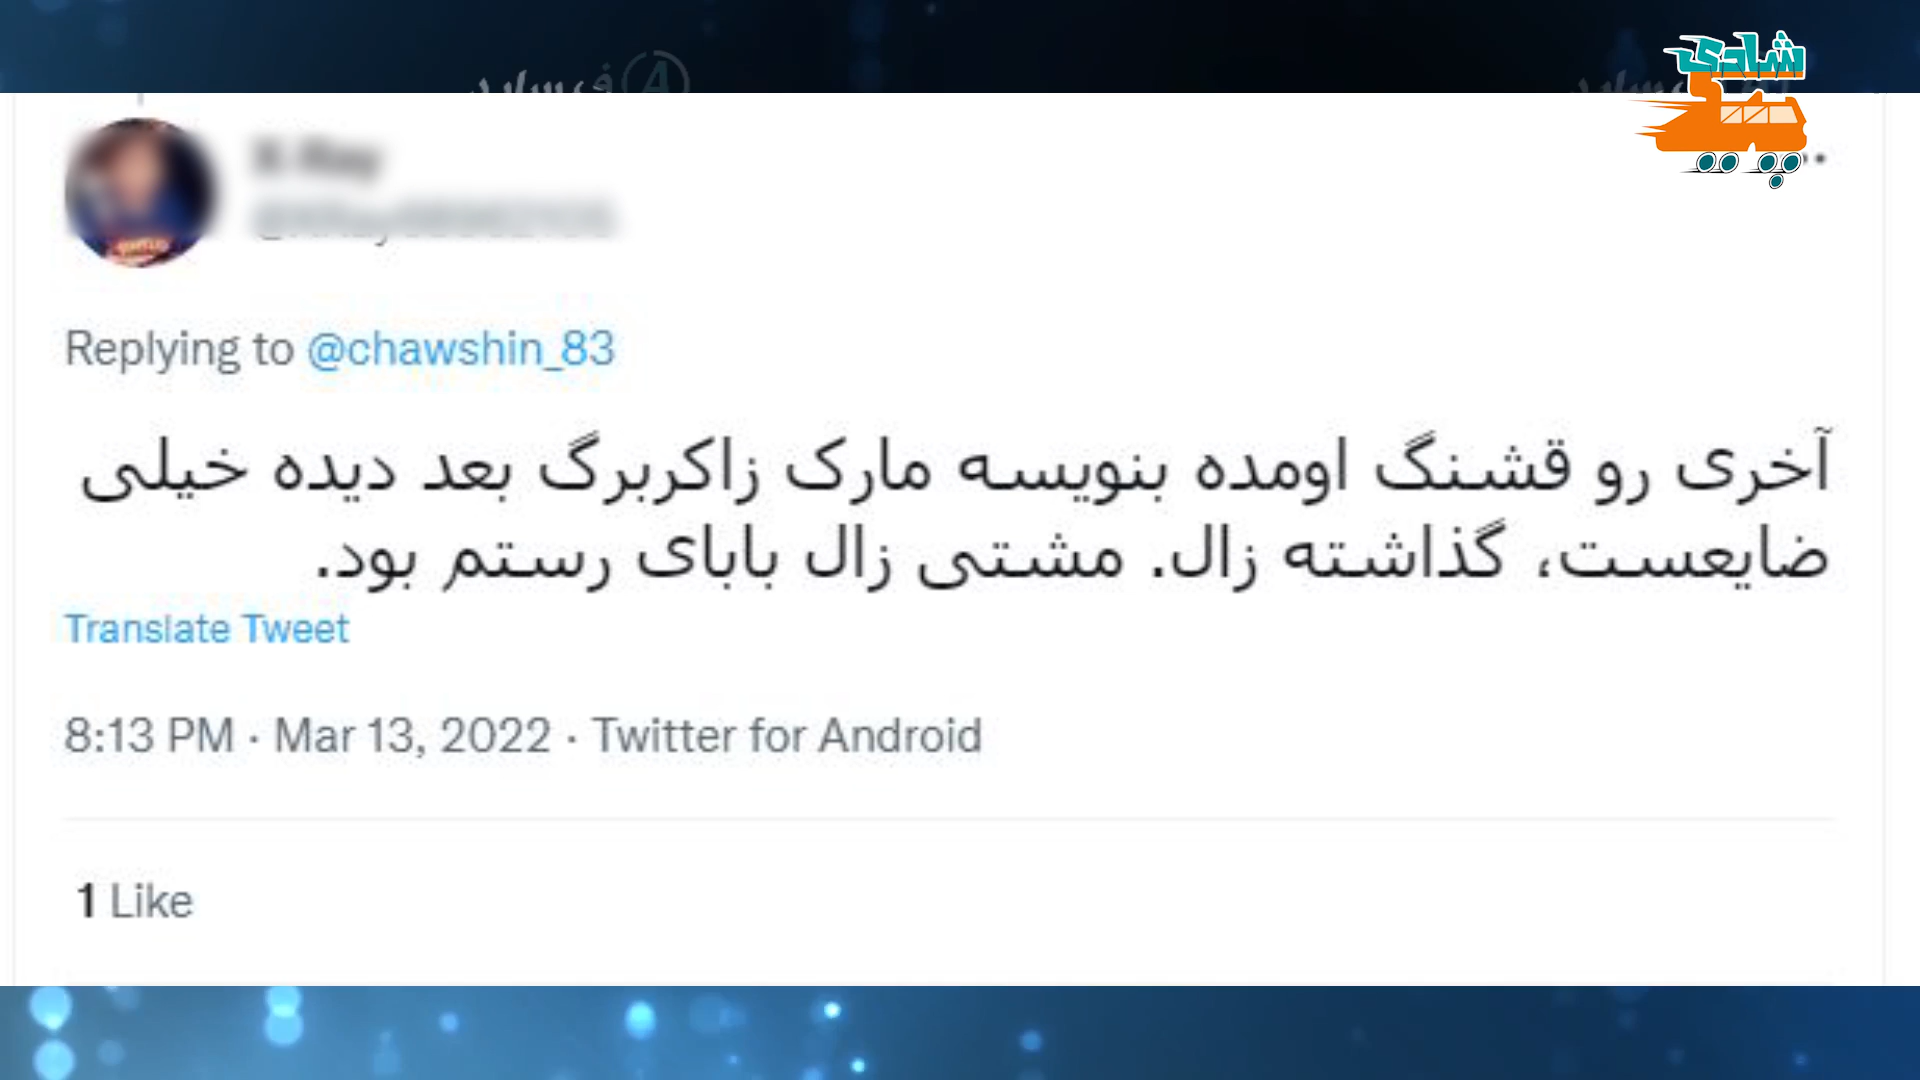 شادی
Replying to @chawshin_83
آخری رو قشنگ اومده بنویسه مارک زاکربرگ بعد دیده خیلی
ضایعست، گذاشته زال. مشتی زال بابای رستم بود.
Translate Tweet
8:13 PM · Mar 13, 2022 · Twitter for Android
1 Like